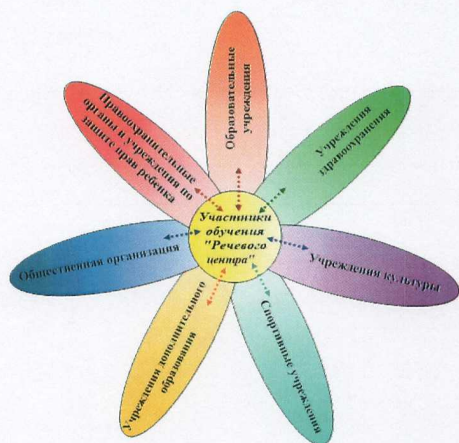 Образовательные
учреждения
Учреждения
здравоохранения
Учреждения культуры
Спортивные учреждения
Учреждения дополнительного
образования
Общественная организация
Правоохранительные
органы и учреждения по
защите прав ребенка
Участники
обучения
"Речевого
центра"